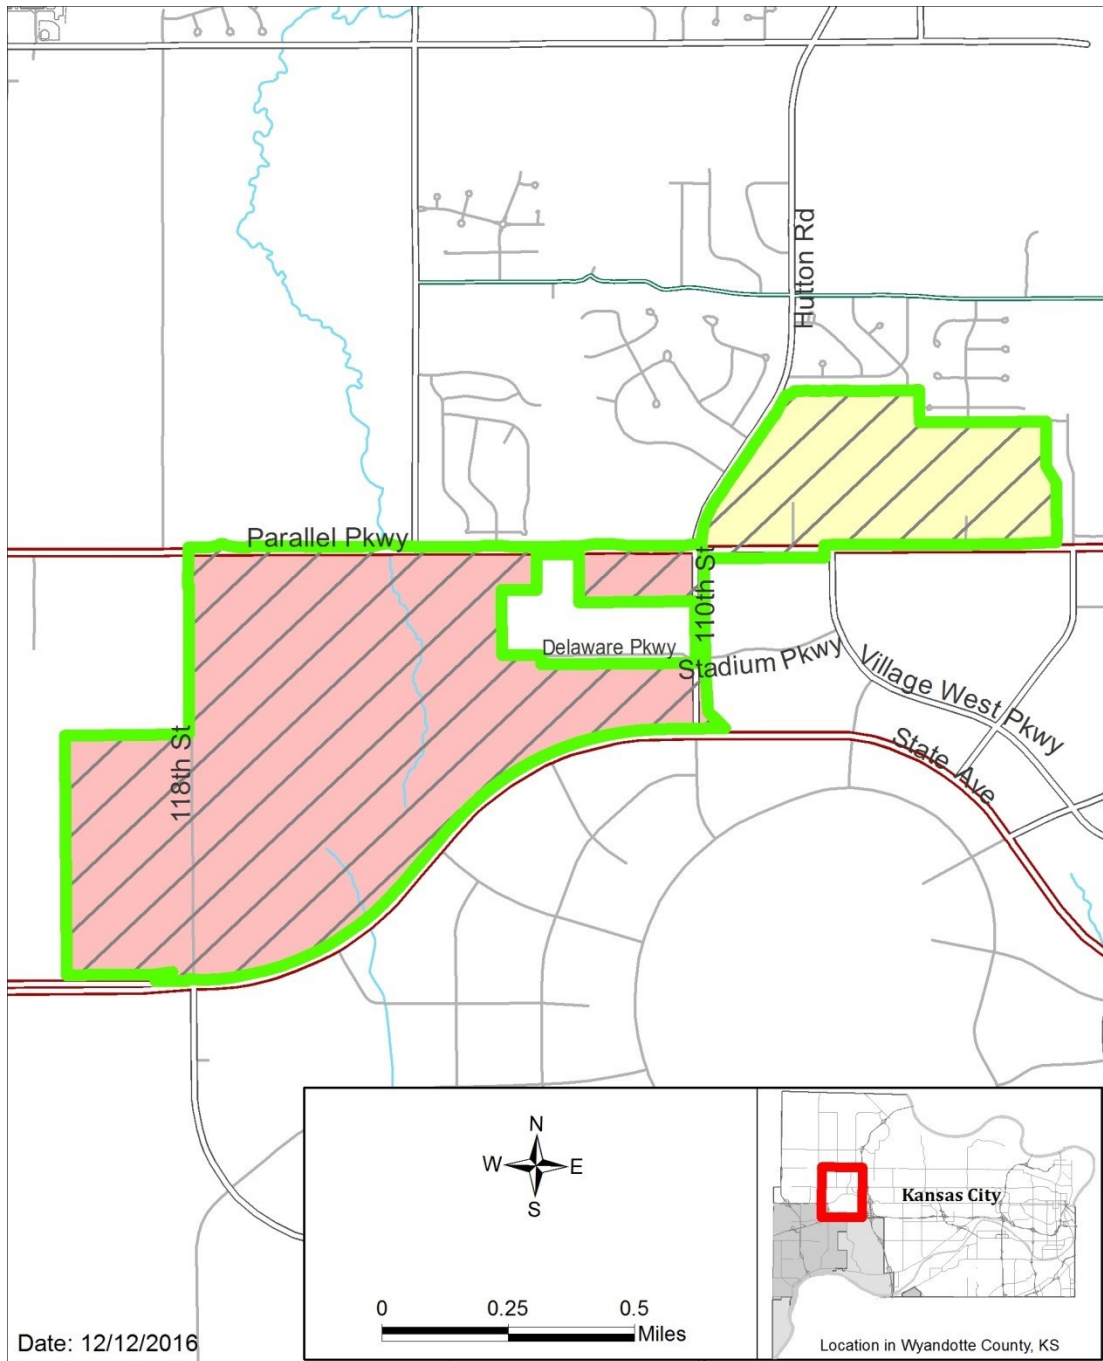 Hutton Rd
Parallel Pkwy
110th St
Delaware Pkwy
Stadium Pkwy
Village West Pkwy
State Ave
118th St
N
W
E
S
Kansas City
0
0.25
0.5
Miles
Date: 12/12/2016
Location in Wyandotte County, KS